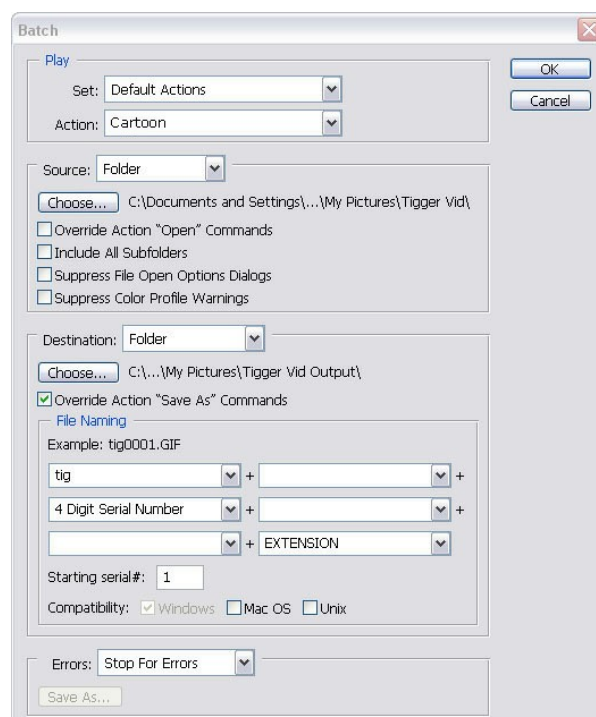 Batch
Play
OK
Set: Default Actions
Cancel
Action: Cartoon
Source: Folder
Choose... C:\Documents and Settings\...\My Pictures\Tigger Vid\
Override Action "Open" Commands
Include All Subfolders
Suppress File Open Options Dialogs
Suppress Color Profile Warnings
Destination: Folder
Choose... C:\...\My Pictures\Tigger Vid Output\
Override Action "Save As" Commands
File Naming
Example: tig0001.GIF
tig + +
4 Digit Serial Number + +
+ EXTENSION
Starting serial#: 1
Compatibility: Windows Mac OS Unix
Errors: Stop For Errors
Save As...